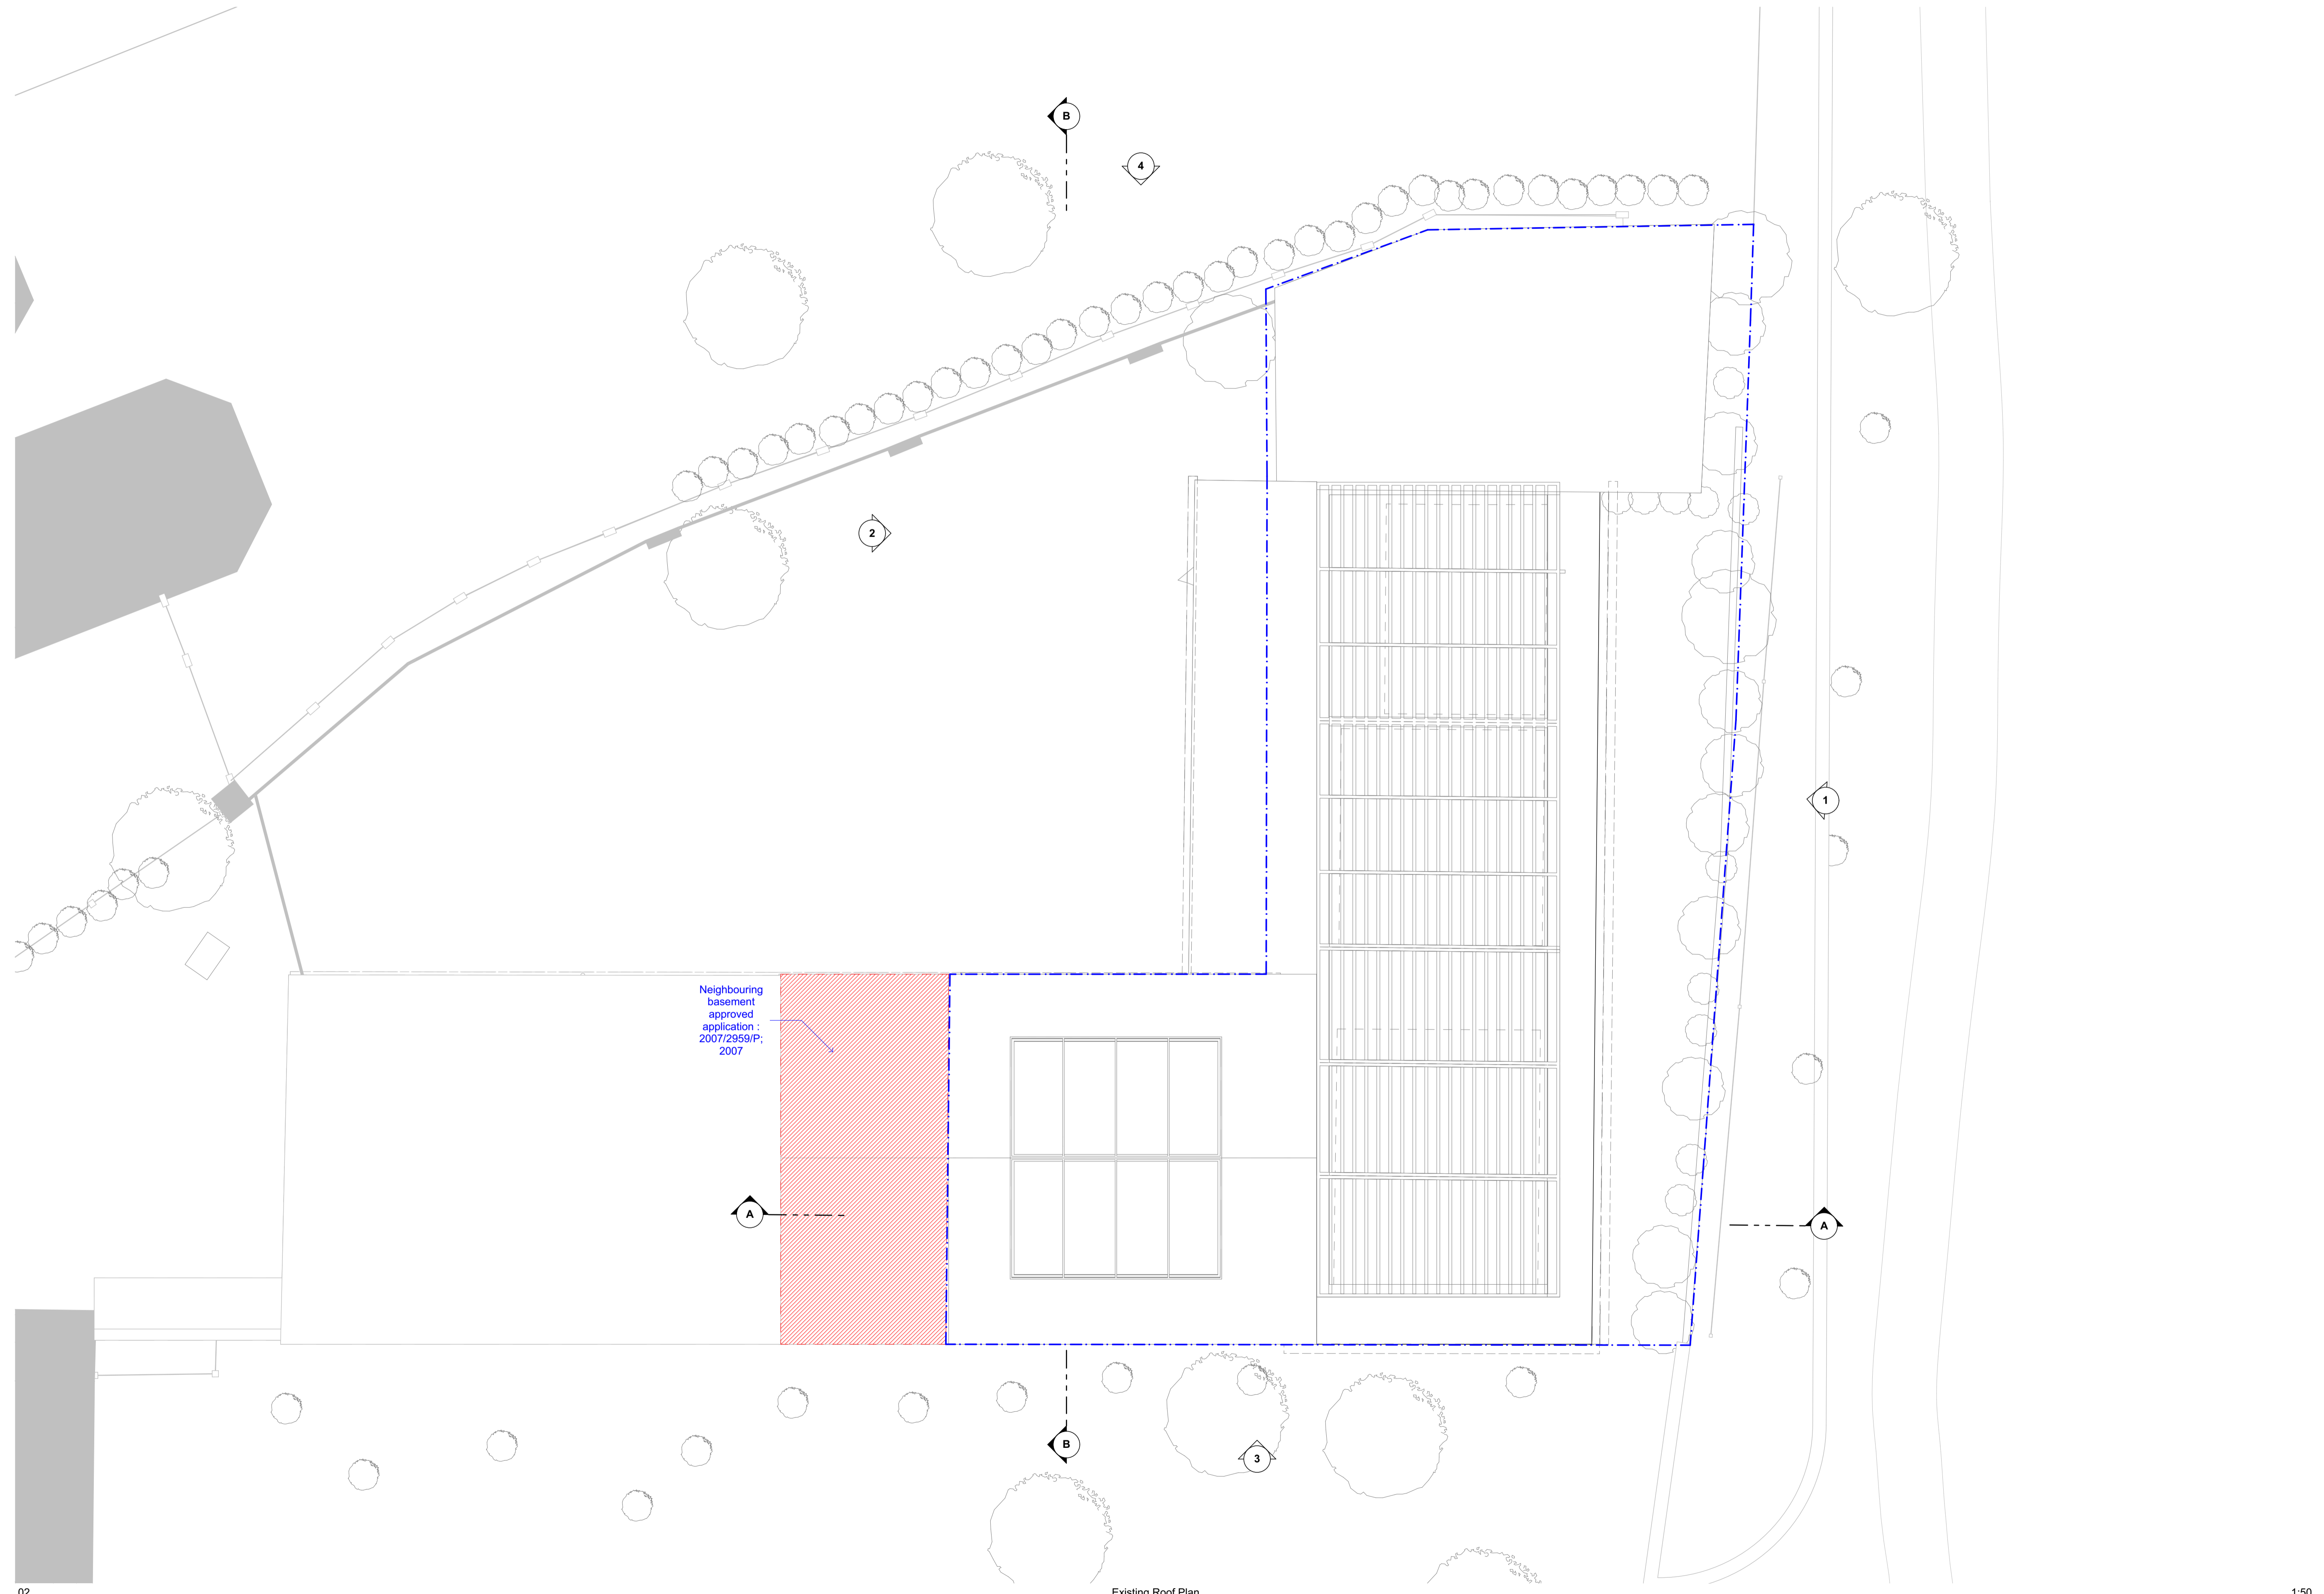 B
4
2
1
Neighbouring
basement
approved
application :
2007/2959/P;
2007
A
A
B
3
02
Existing Roof Plan
1:50